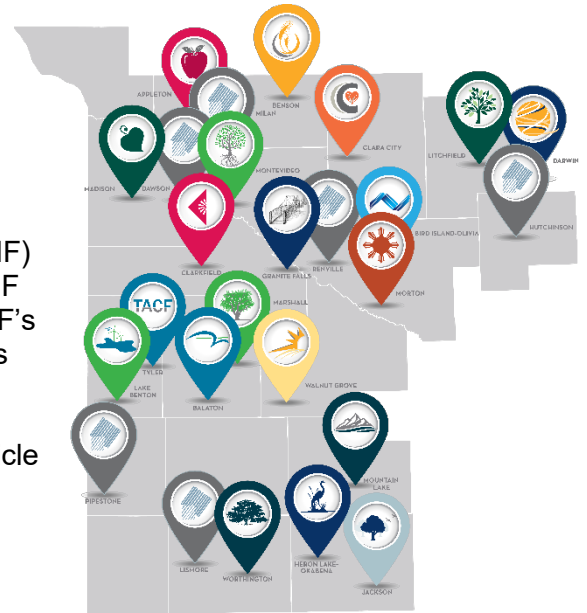 APPLETON
MILAN
BENSON
CLARA CITY
LITCHFIELD
DARWIN
HUTCHINSON
MADISON
DAWSON
MONTEVIDEO
CLARKFIELD
GRANITE FALLS
RENVILLE
BIRD ISLAND-OLIVIA
MORTON
IF)
F
F's
s
cle
TACF
TYLER
MARSHALL
LAKE
BENTON
BALATON
WALNUT GROVE
PIPESTONE
MOUNTAIN
LAKE
LISMORE
WORTHINGTON
HERON LAKE-
OKABENA
JACKSON